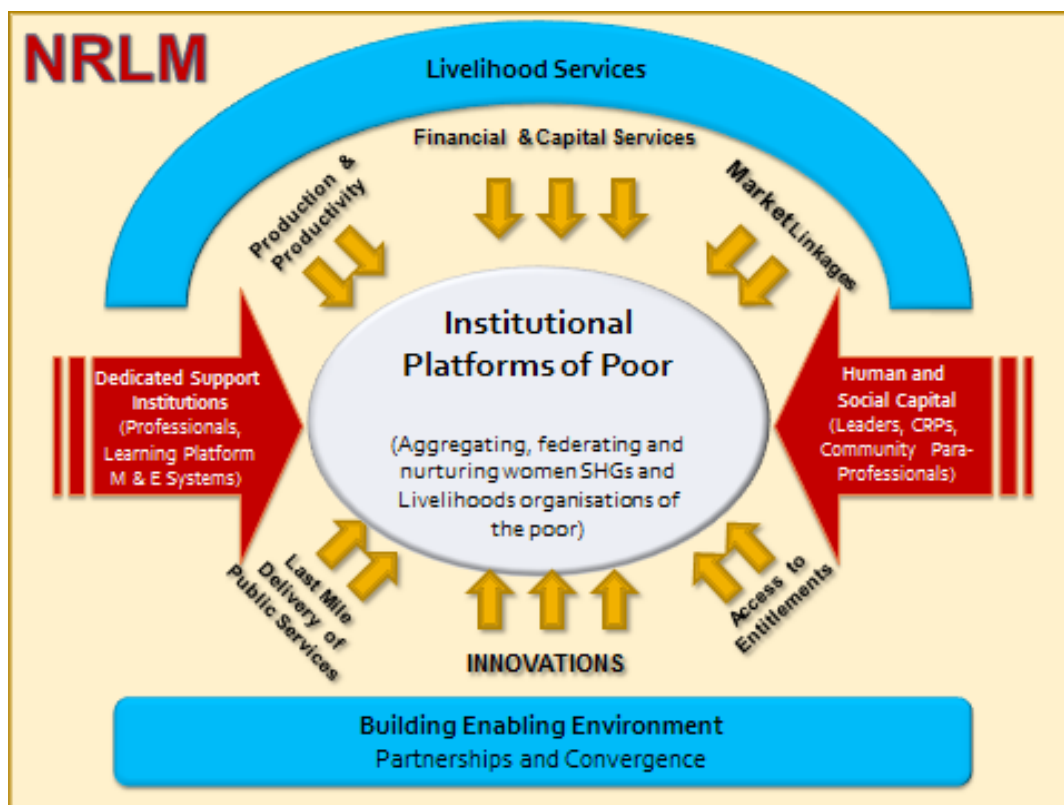 NRLM
Livelihood Services
Financial & Capital Services
Production &
Productivity
Market Linkages
Institutional
Platforms of Poor
(Aggregating, federating and
nurturing women SHGs and
Livelihoods organisations of
the poor)
Dedicated Support
Institutions
(Professionals,
Learning Platform
M & E Systems)
Human and
Social Capital
(Leaders, CRPs,
Community Para-
Professionals)
Last Mile
Delivery of
Public Services
INNOVATIONS
Access to
Entitlements
Building Enabling Environment
Partnerships and Convergence